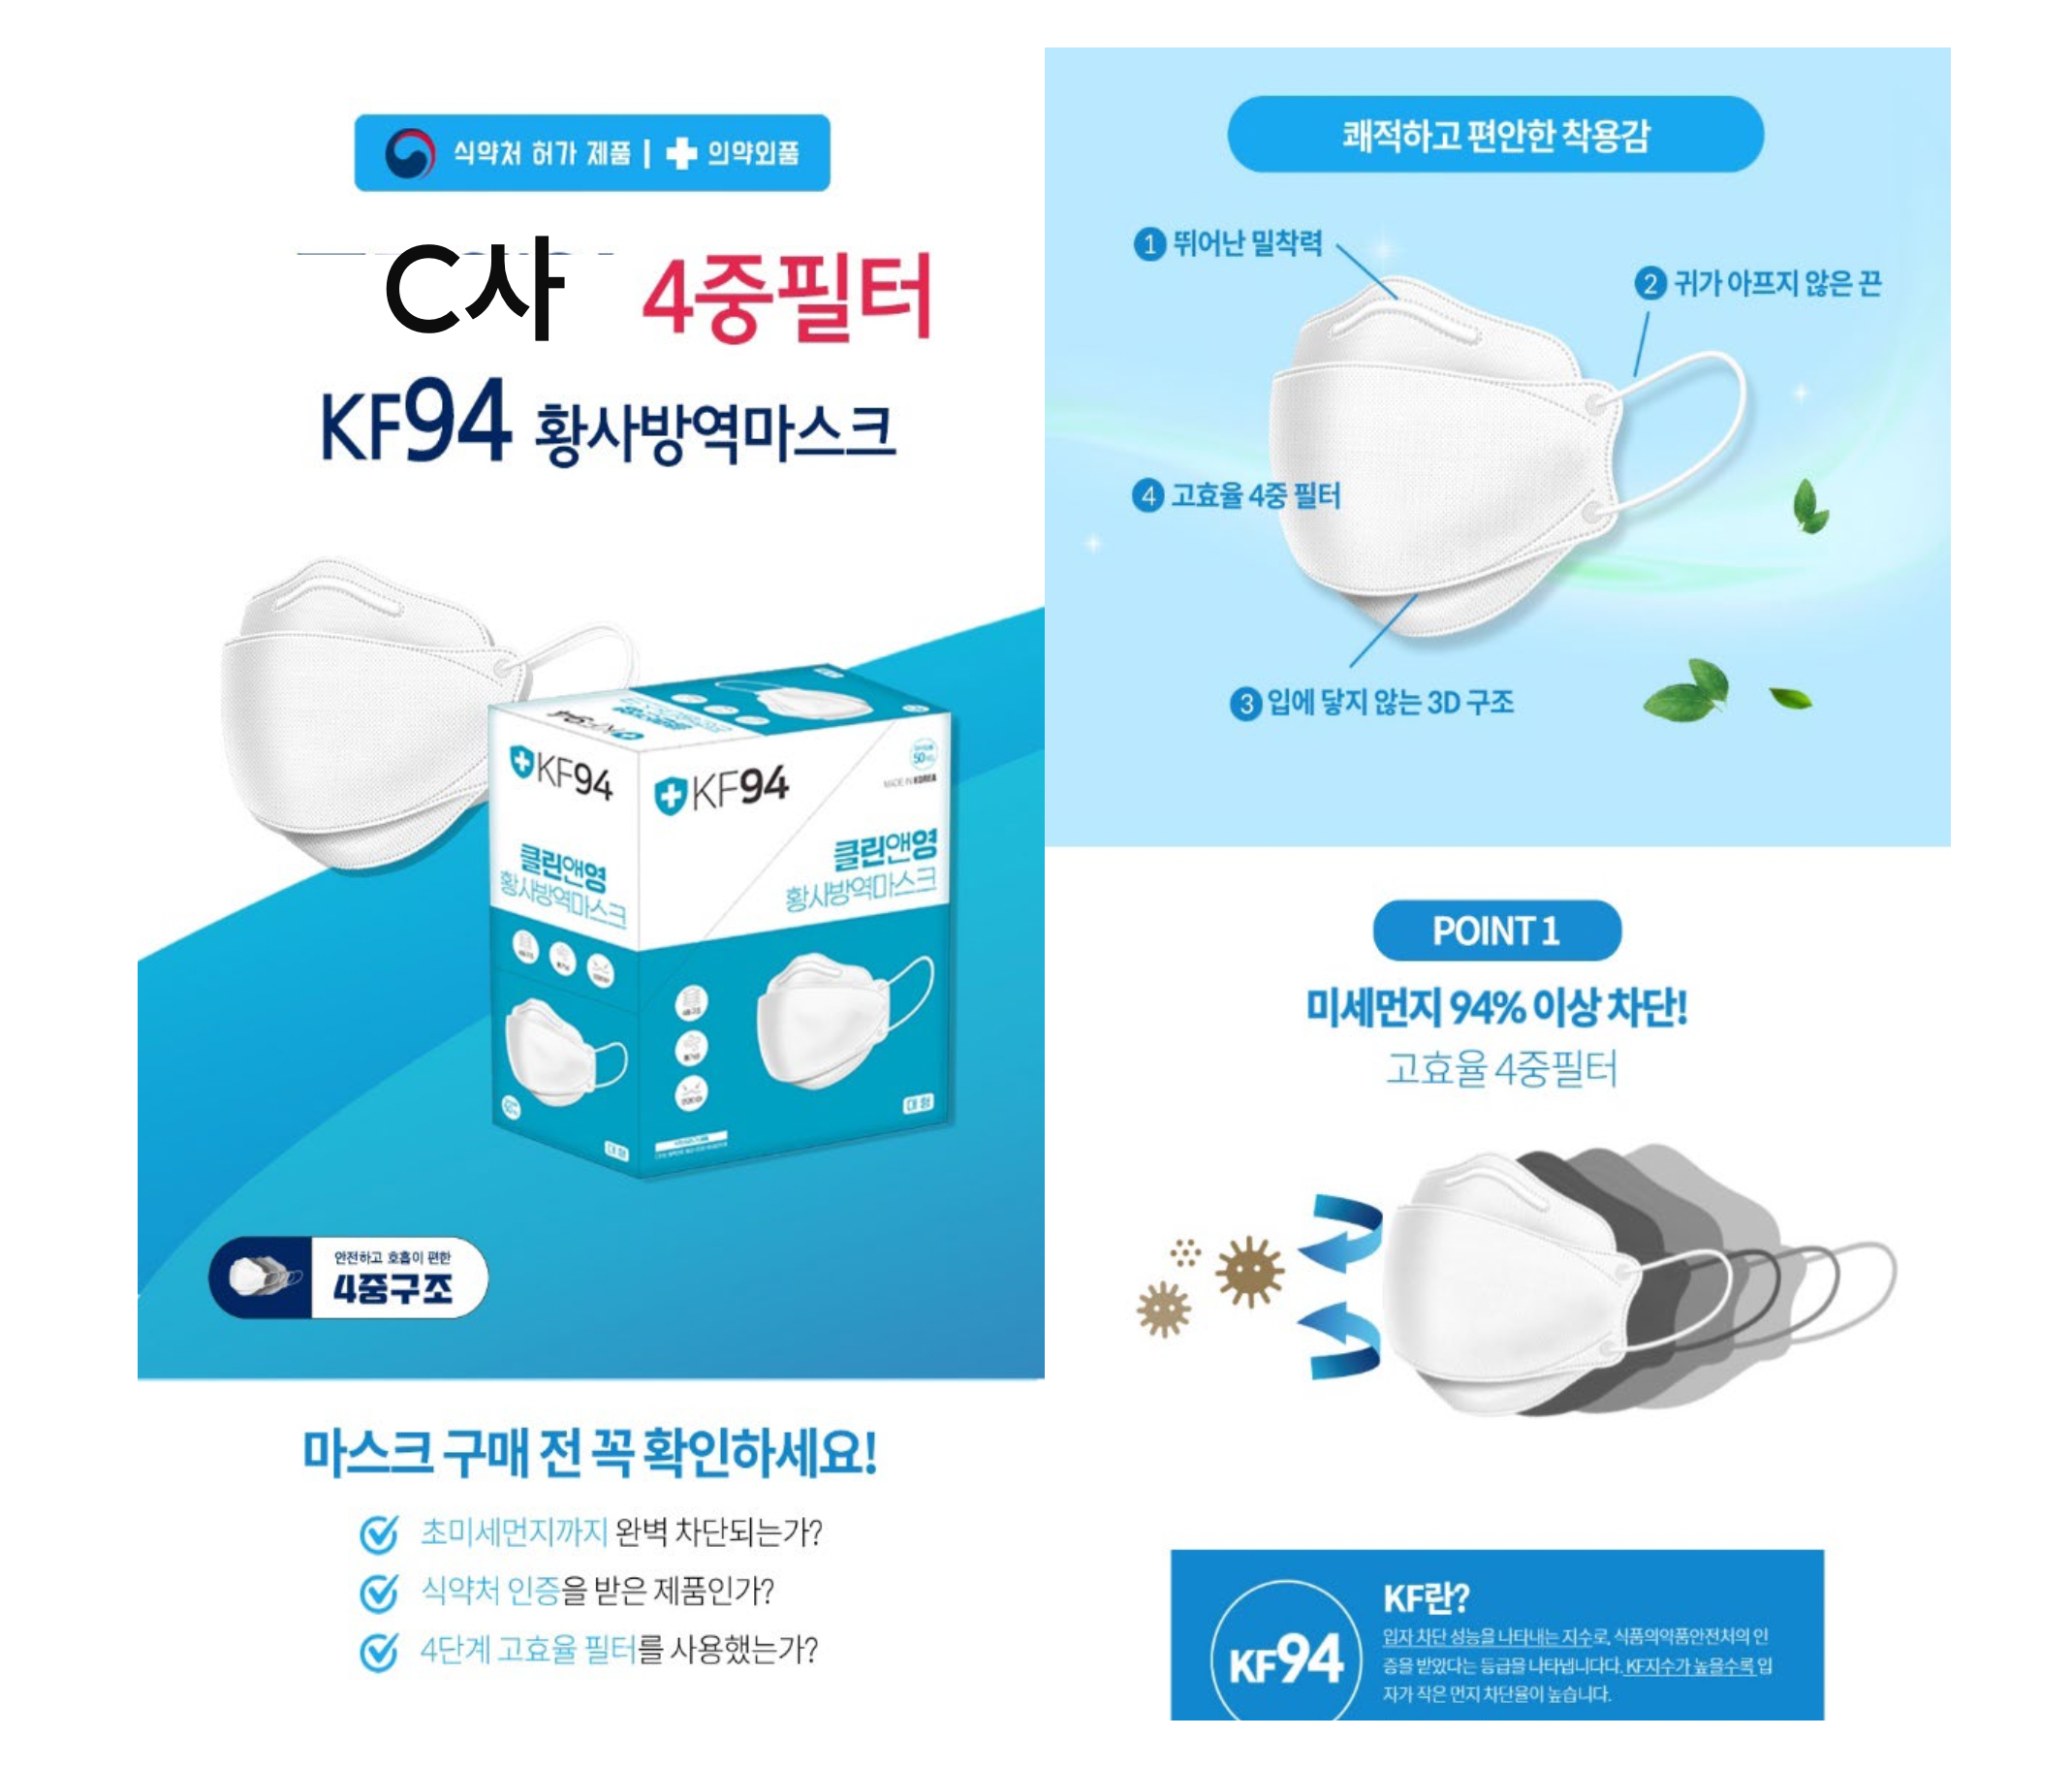 식약처 허가 제품 | 의약외품
C사 4중필터
KF94 황사방역마스크
KF94
KF94
KF94
50
MADE IN KOREA
클린앤영
황사방역마스크
클린앤영
황사방역마스크
대형
대형
안전하고 호흡이 편한
4중구조
마스크 구매 전 꼭 확인하세요!
초미세먼지까지 완벽 차단되는가?
식약처 인증을 받은 제품인가?
4단계 고효율 필터를 사용했는가?
쾌적하고 편안한 착용감
1 뛰어난 밀착력
2 귀가 아프지 않은 끈
4 고효율 4중 필터
3 입에 닿지 않는 3D 구조
POINT 1
미세먼지 94% 이상 차단!
고효율 4중필터
KF94
KF란?
입자 차단 성능을 나타내는 지수로, 식품의약품안전처의 인
증을 받았다는 등급을 나타냅니다다. KF지수가 높을수록 입
자가 작은 먼지 차단율이 높습니다.